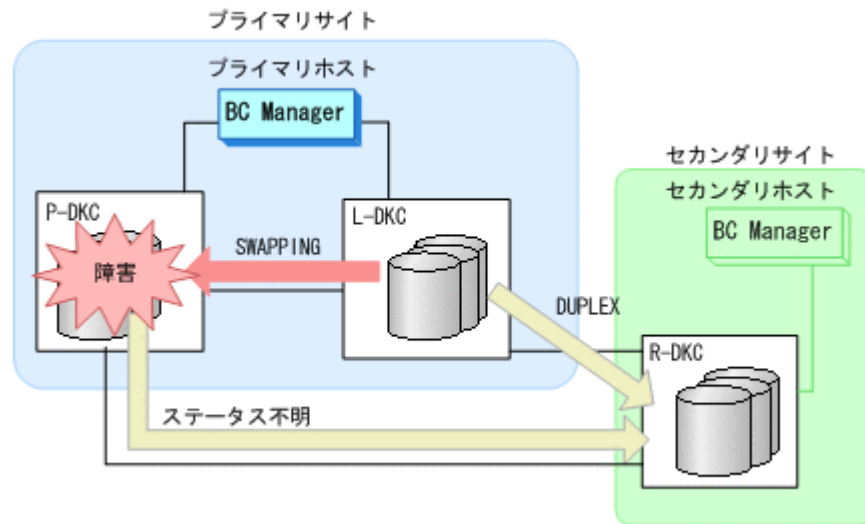 プライマリサイト
プライマリホスト
BC Manager
セカンダリサイト
セカンダリホスト
BC Manager
P-DKC
L-DKC
SWAPPING
障害
DUPLEX
R-DKC
ステータス不明